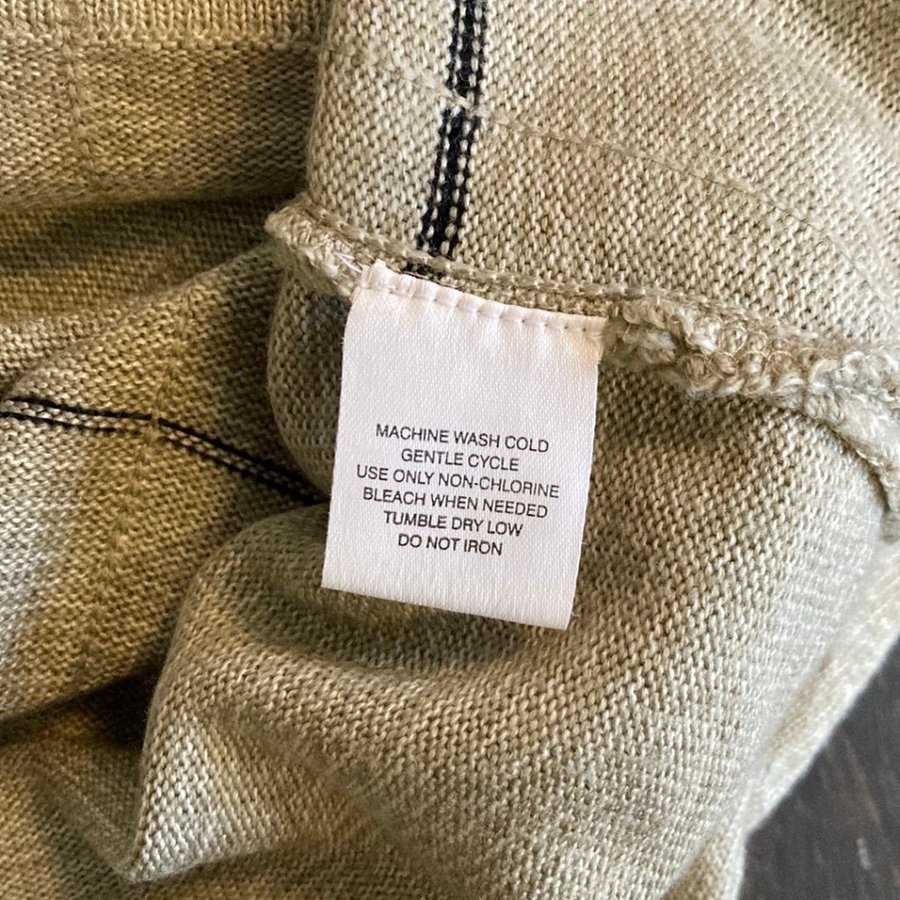 MACHINE WASH COLD
GENTLE CYCLE
USE ONLY NON-CHLORINE
BLEACH WHEN NEEDED
TUMBLE DRY LOW
DO NOT IRON